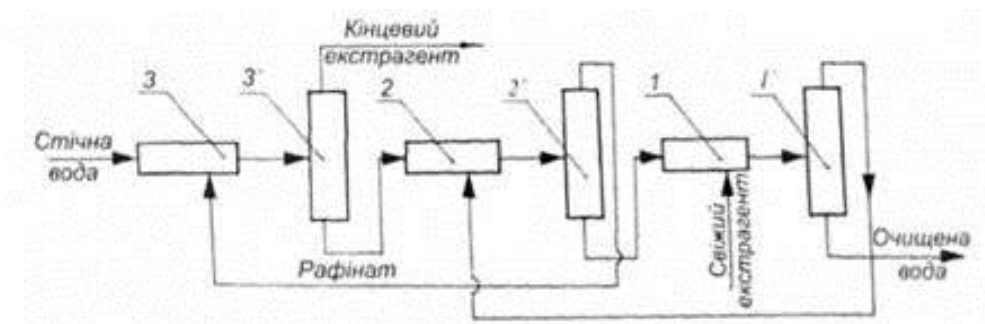 Кінцевий
екстрагент
3
3'
2
2'
1
1'
Стічна
вода
Рафінат
Свіжий
екстрагент
Очищена
вода